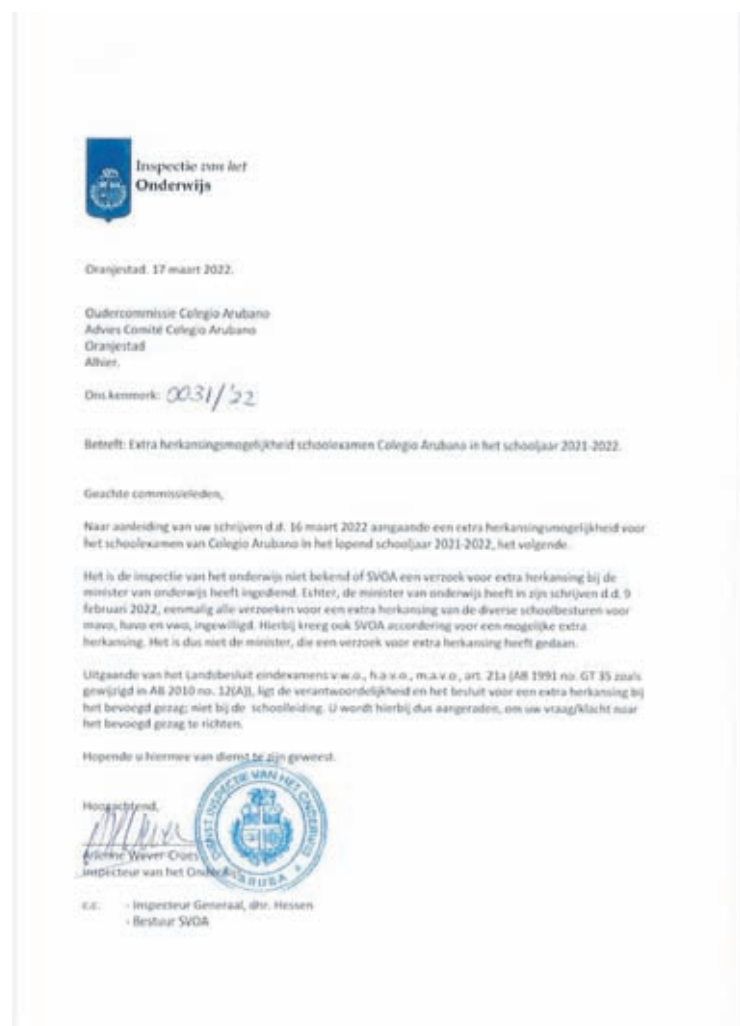 Inspectie van het
Onderwijs
Oranjestad. 17 maart 2022.
Oudercommissie Colegio Arubano
Advies Comité Colegio Arubano
Oranjestad
Alhier.
Ons kenmerk: 0031/'22
Betreft: Extra herkansingsmogelijkheid schoolexamen Colegio Arubano in het schooljaar 2021-2022.
Geachte commissieleden,
Naar aanleiding van uw schrijven d.d. 16 maart 2022 aangaande een extra herkansingsmogelijkheid voor
het schoolexamen van Colegio Arubano in het lopend schooljaar 2021-2022, het volgende.
Het is de inspectie van het onderwijs niet bekend of SVOA een verzoek voor extra herkansing bij de
minister van onderwijs heeft ingediend. Echter, de minister van onderwijs heeft in zijn schrijven d.d. 9
februari 2022, eenmalig alle verzoeken voor een extra herkansing van de diverse schoolbesturen voor
mavo, havo en vwo, ingewilligd. Hierbij kreeg ook SVOA accordering voor een mogelijke extra
herkansing. Het is dus niet de minister, die een verzoek voor extra herkansing heeft gedaan.
Uitgaande van het Landsbesluit eindexamens v.w.o., h.a.v.o., m.a.v.o., art. 21a (AB 1991 no. GT 35 zoals
gewijzigd in AB 2010 no. 12(A)), ligt de verantwoordelijkheid en het besluit voor een extra herkansing bij
het bevoegd gezag; niet bij de schoolleiding. U wordt hierbij dus aangeraden, om uw vraag/klacht naar
het bevoegd gezag te richten.
Hopende u hiermee van dienst te zijn geweest.
Hoogachtend,
DIENST INSPECTIE VAN HET ONDERWIJS
ARUBA
Wever-Croes
Inspecteur van het Onderwijs
c.c. - Inspecteur Generaal, dhr. Hessen
- Bestuur SVOA